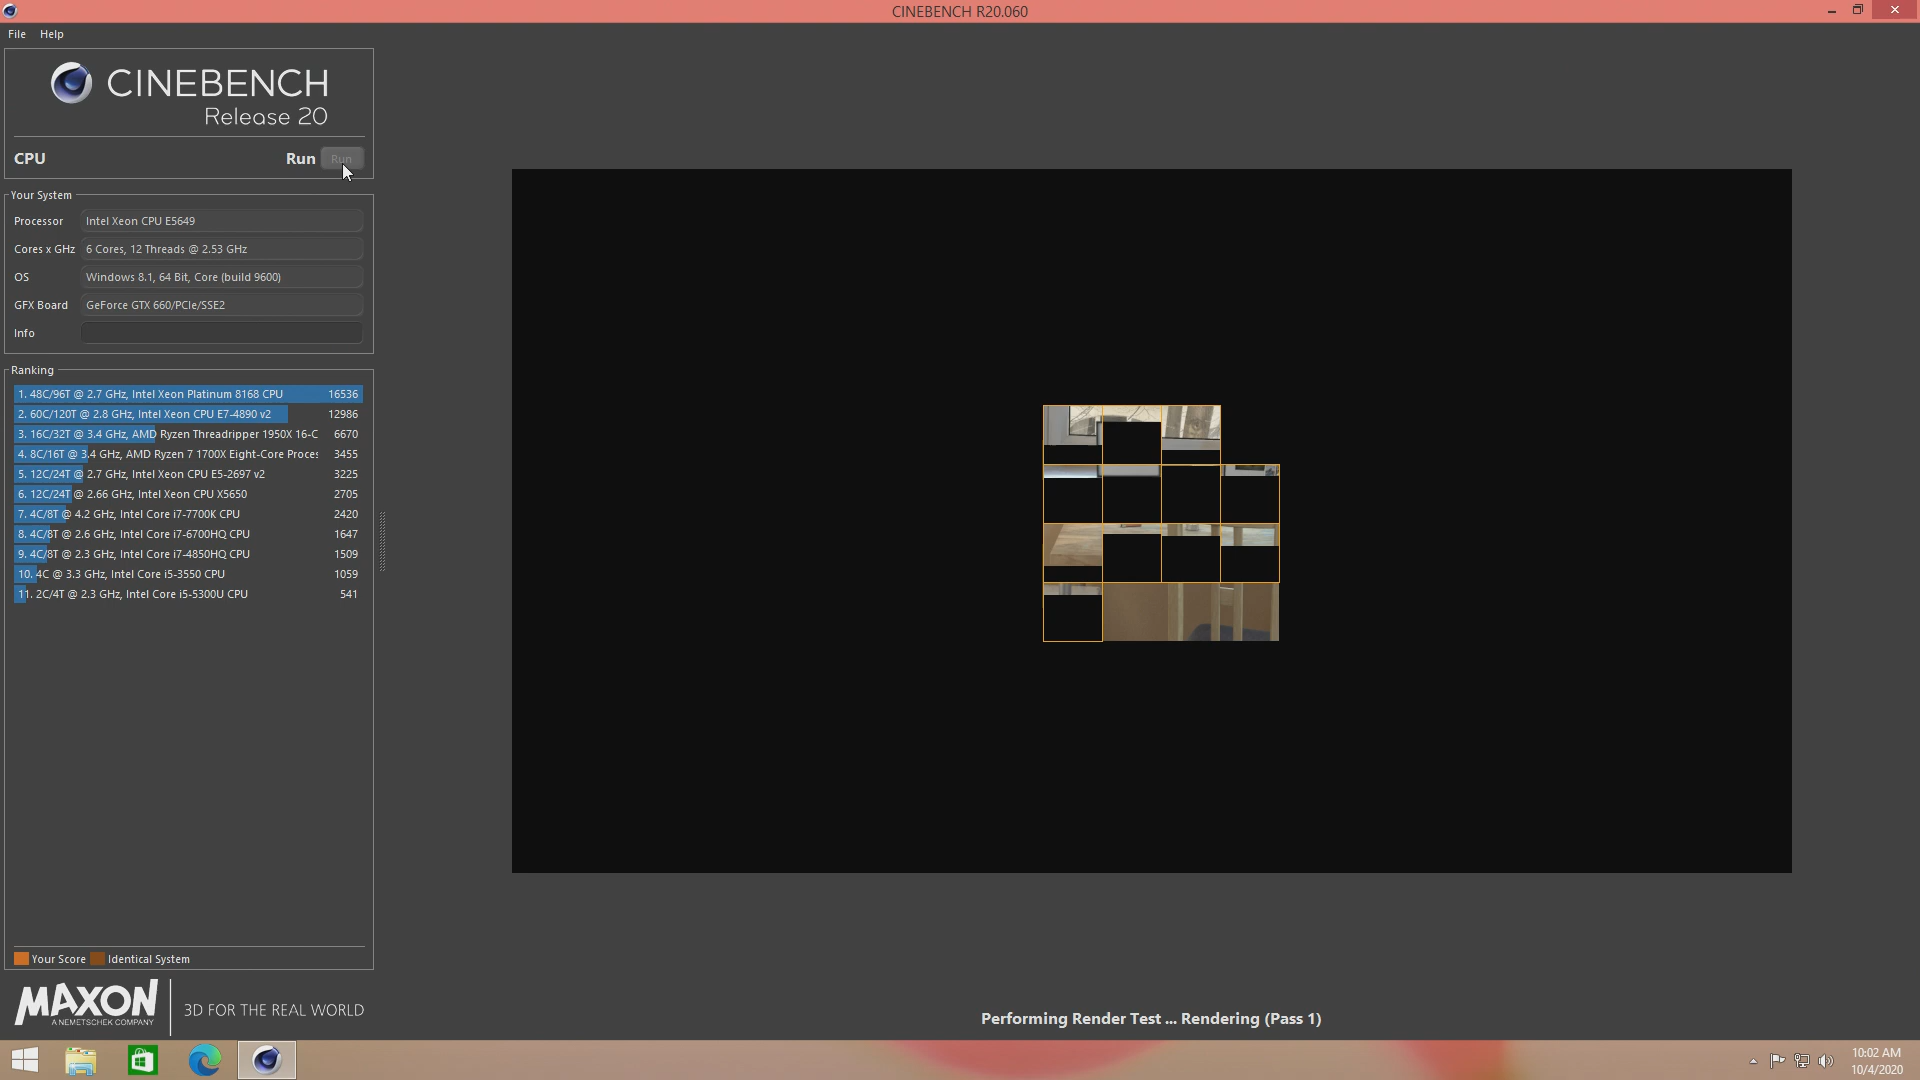 CINEBENCH R20.060
File Help
CINEBENCH
Release 20
CPU Run Run
Your System
Processor Intel Xeon CPU E5649
Cores x GHz 6 Cores, 12 Threads @ 2.53 GHz
OS Windows 8.1, 64 Bit, Core (build 9600)
GFX Board GeForce GTX 660/PCIe/SSE2
Info
Ranking
1. 48C/96T @ 2.7 GHz, Intel Xeon Platinum 8168 CPU 16536
2. 60C/120T @ 2.8 GHz, Intel Xeon CPU E7-4890 v2 12986
3. 16C/32T @ 3.4 GHz, AMD Ryzen Threadripper 1950X 16-C 6670
4. 8C/16T @ 3.4 GHz, AMD Ryzen 7 1700X Eight-Core Proces 3455
5. 12C/24T @ 2.7 GHz, Intel Xeon CPU E5-2697 v2 3225
6. 12C/24T @ 2.66 GHz, Intel Xeon CPU X5650 2705
7. 4C/8T @ 4.2 GHz, Intel Core i7-7700K CPU 2420
8. 4C/8T @ 2.6 GHz, Intel Core i7-6700HQ CPU 1647
9. 4C/8T @ 2.3 GHz, Intel Core i7-4850HQ CPU 1509
10. 4C @ 3.3 GHz, Intel Core i5-3550 CPU 1059
11. 2C/4T @ 2.3 GHz, Intel Core i5-5300U CPU 541
Your Score Identical System
MAXON
A NEMETSCHEK COMPANY
3D FOR THE REAL WORLD
Performing Render Test ... Rendering (Pass 1)
10:02 AM
10/4/2020